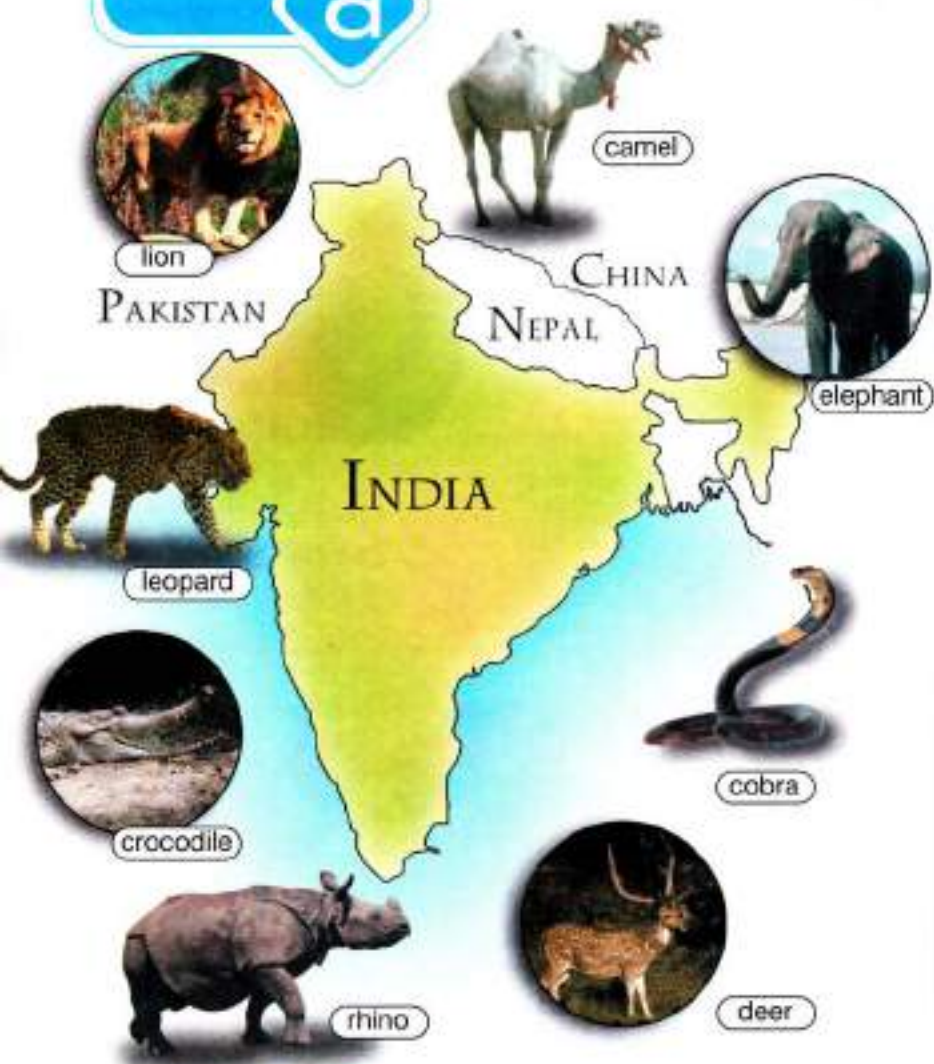 a
camel
lion
CHINA
PAKISTAN
NEPAL
elephant
INDIA
leopard
cobra
crocodile
deer
rhino